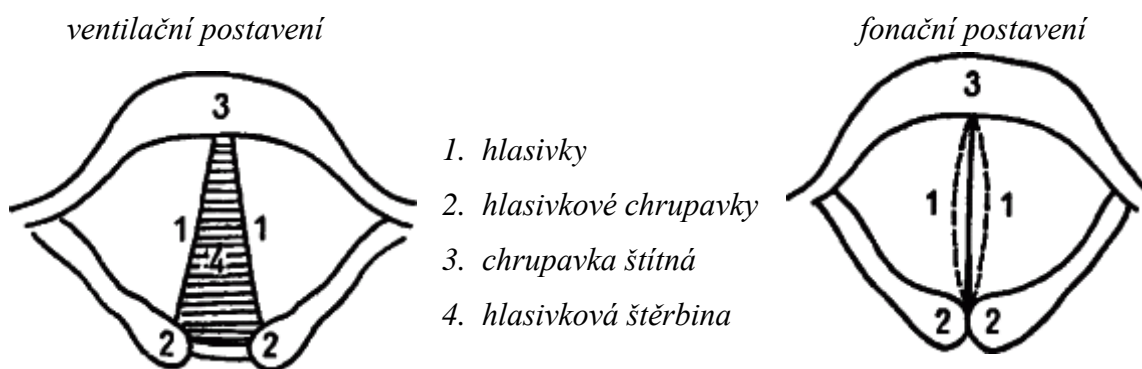 ventilační postavení
fonační postavení
3
1 1
4
2 2
1. hlasivky
2. hlasivkové chrupavky
3. chrupavka štítná
4. hlasivková štěrbina
3
1 1
2 2